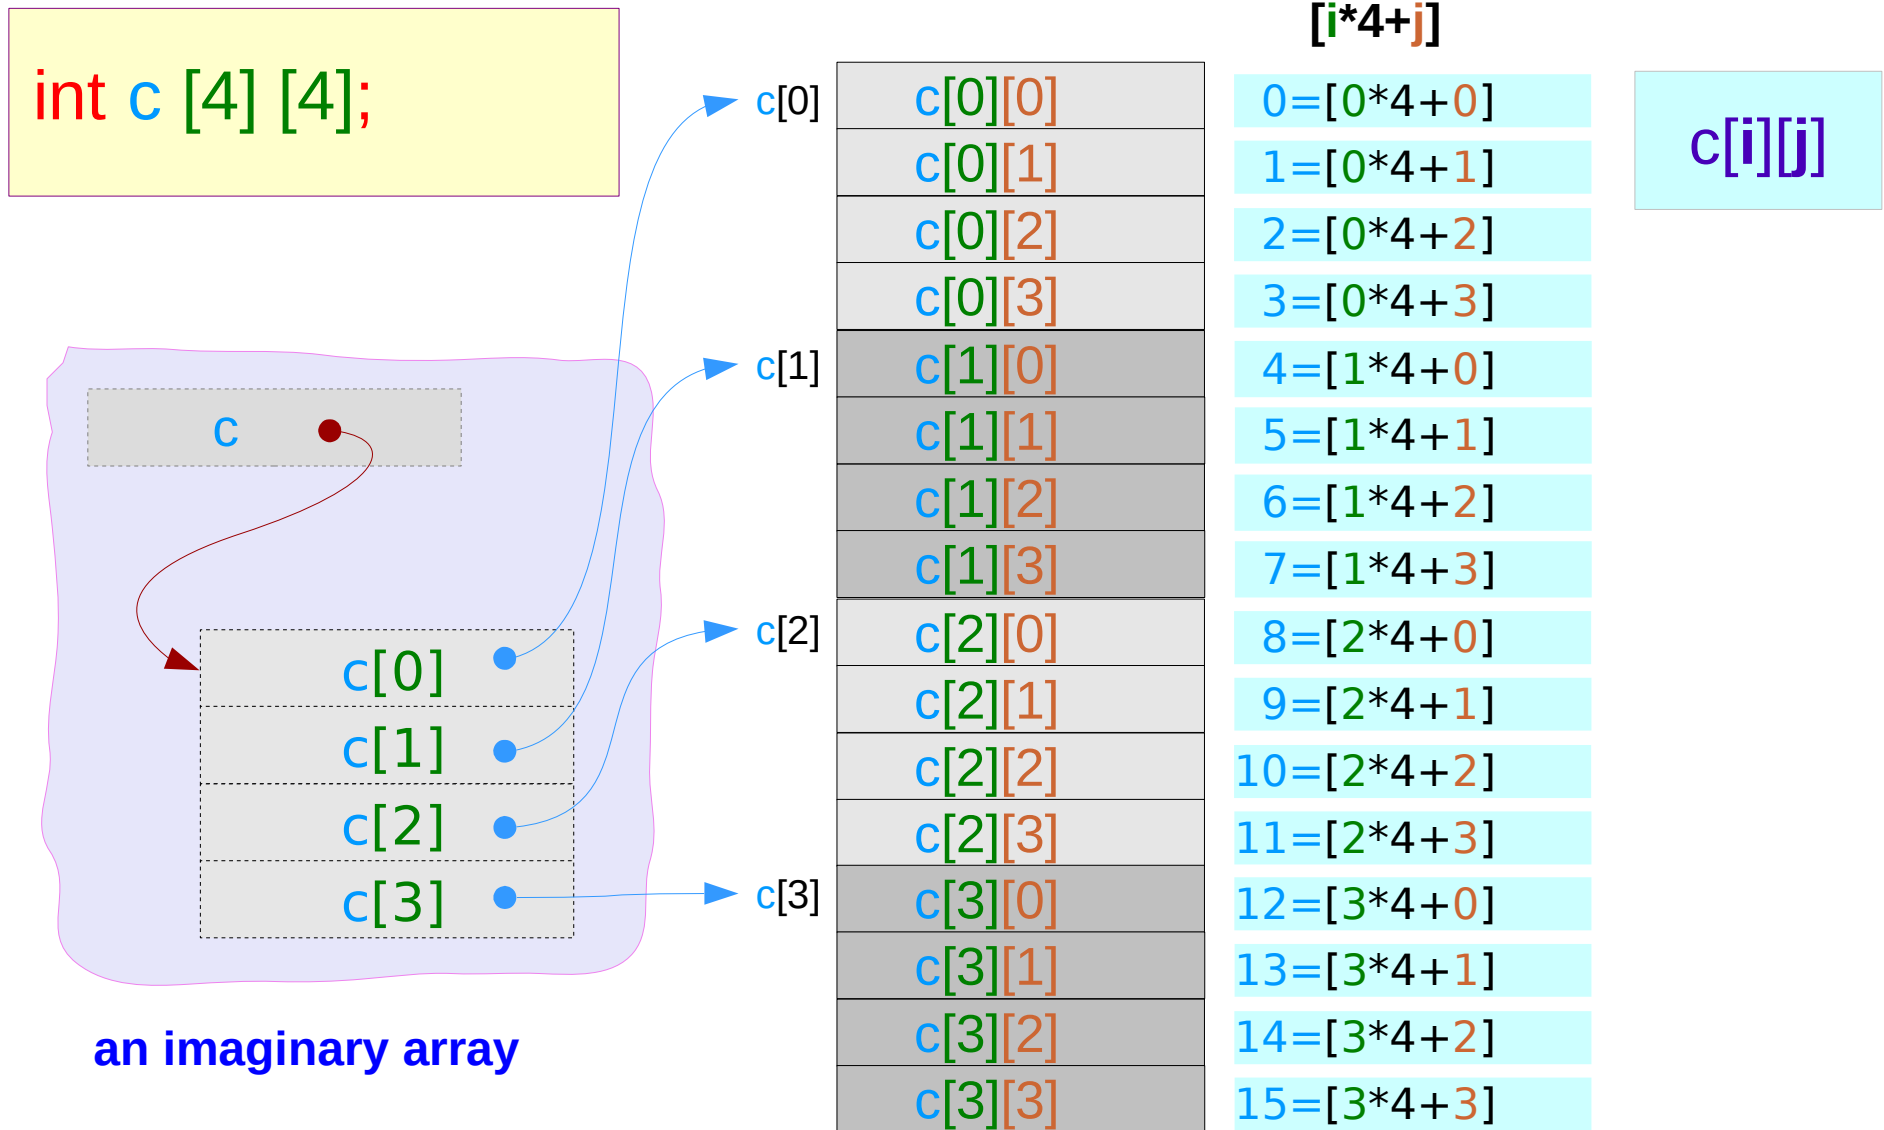 int c [4] [4];
c
c[0]
c[1]
c[2]
c[3]
an imaginary array
c[0]
c[1]
c[2]
c[3]
c[0][0]
c[0][1]
c[0][2]
c[0][3]
c[1][0]
c[1][1]
c[1][2]
c[1][3]
c[2][0]
c[2][1]
c[2][2]
c[2][3]
c[3][0]
c[3][1]
c[3][2]
c[3][3]
[i*4+j]
0=[0*4+0]
1=[0*4+1]
2=[0*4+2]
3=[0*4+3]
4=[1*4+0]
5=[1*4+1]
6=[1*4+2]
7=[1*4+3]
8=[2*4+0]
9=[2*4+1]
10=[2*4+2]
11=[2*4+3]
12=[3*4+0]
13=[3*4+1]
14=[3*4+2]
15=[3*4+3]
c[i][j]